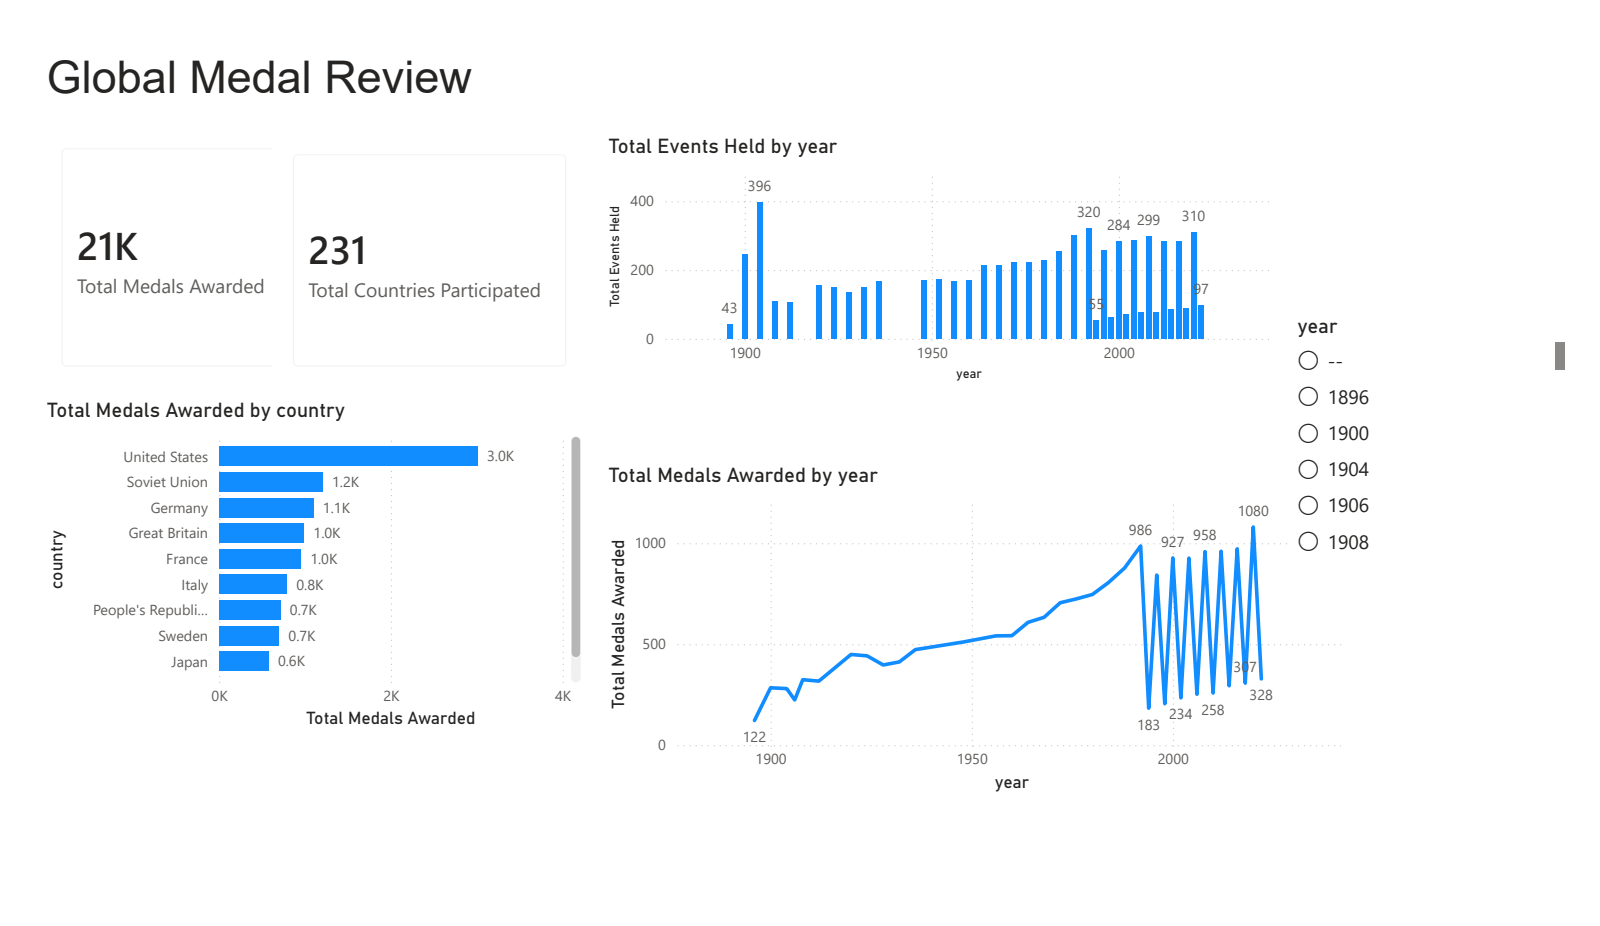 Global Medal Review
21K
Total Medals Awarded
231
Total Countries Participated
Total Events Held by year
Total Events Held
400
200
0
43
396
320
55
284
299
310
97
1900
1950
2000
year
Total Medals Awarded by country
country
United States
3.0K
Soviet Union
1.2K
Germany
1.1K
Great Britain
1.0K
France
1.0K
Italy
0.8K
People's Republi...
0.7K
Sweden
0.7K
Japan
0.6K
0K
2K
4K
Total Medals Awarded
Total Medals Awarded by year
Total Medals Awarded
1000
500
0
122
986
183
927
234
958
258
307
1080
328
1900
1950
2000
year
year
--
1896
1900
1904
1906
1908